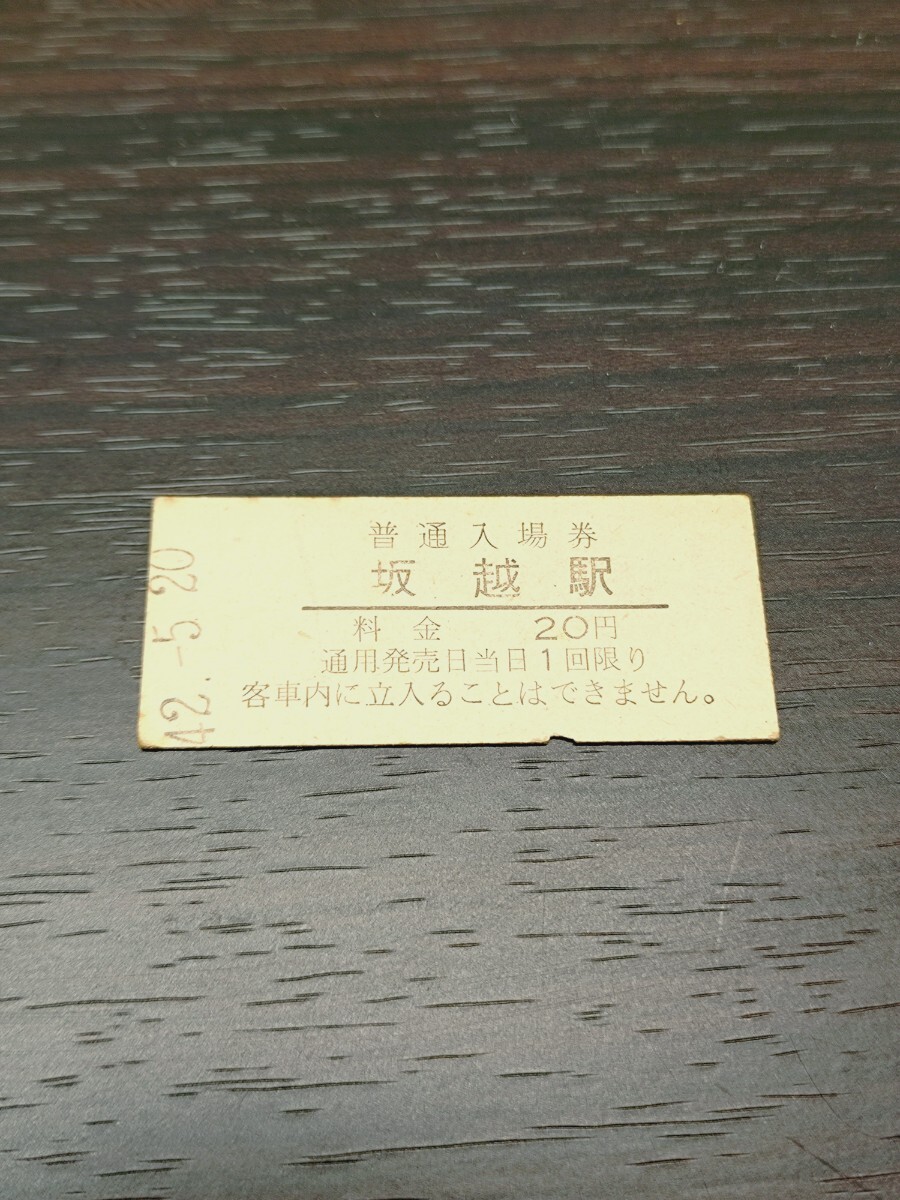 普通入場券
坂越駅
料金 20円
通用発売日当日1回限り
客車内に立入ることはできません。
42.-5.20